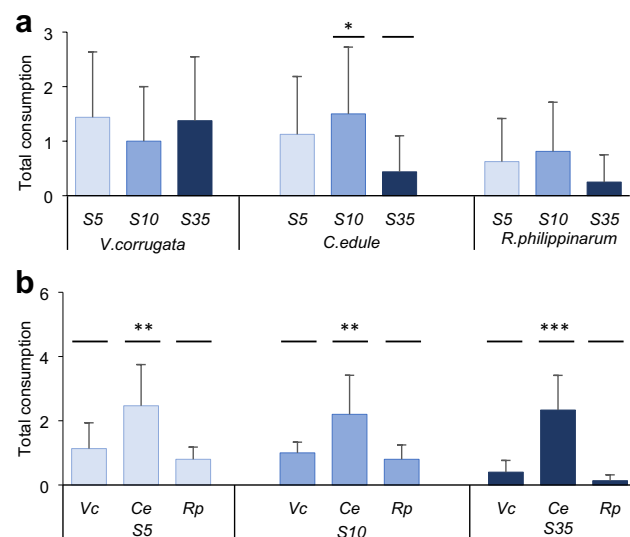 a
Total consumption
3
2
1
0
*
S5 S10 S35 S5 S10 S35 S5 S10 S35
V.corrugata C.edule R.philippinarum
b
Total consumption
6
4
2
0
** ** ***
Vc Ce Rp Vc Ce Rp Vc Ce Rp
S5 S10 S35